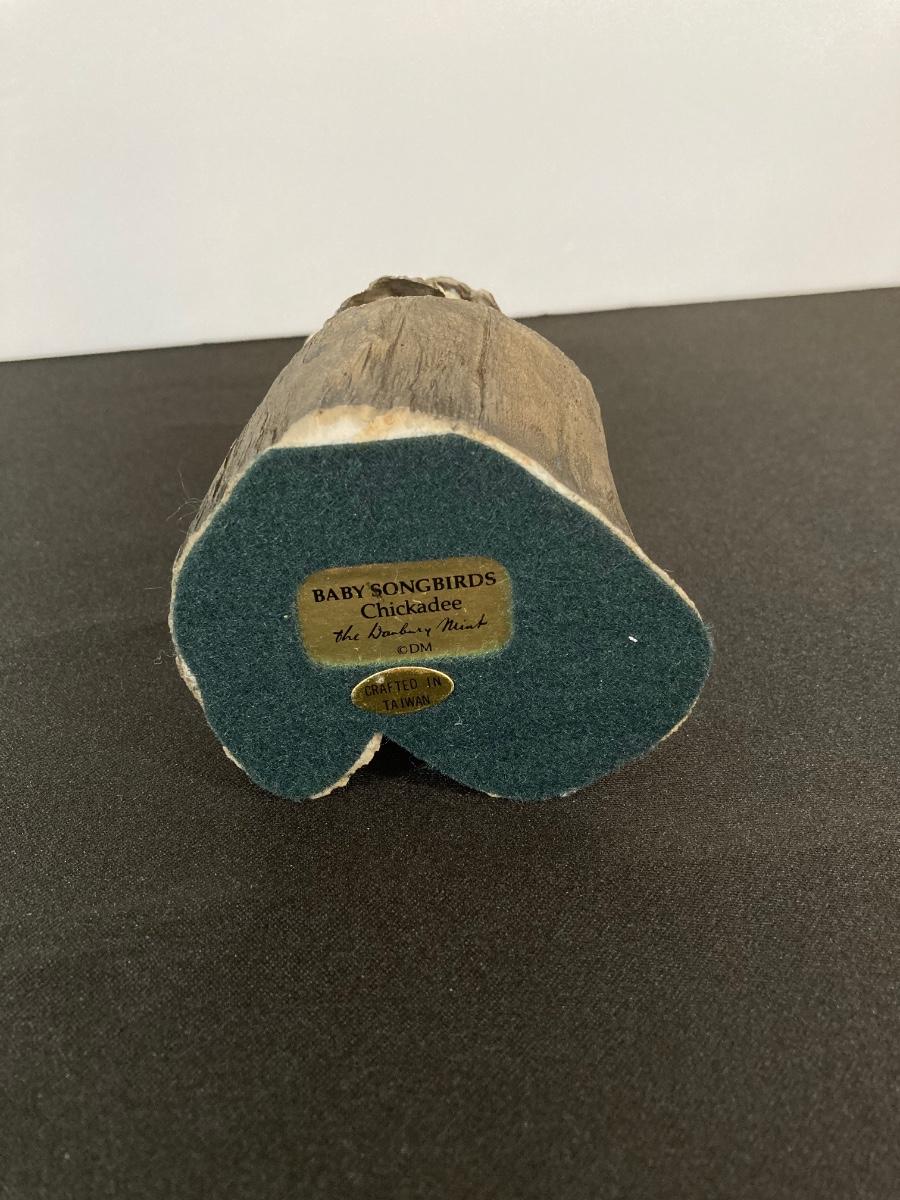 BABY SONGBIRDS
Chickadee
the Danbury Mint
©DM
CRAFTED IN
TAIWAN